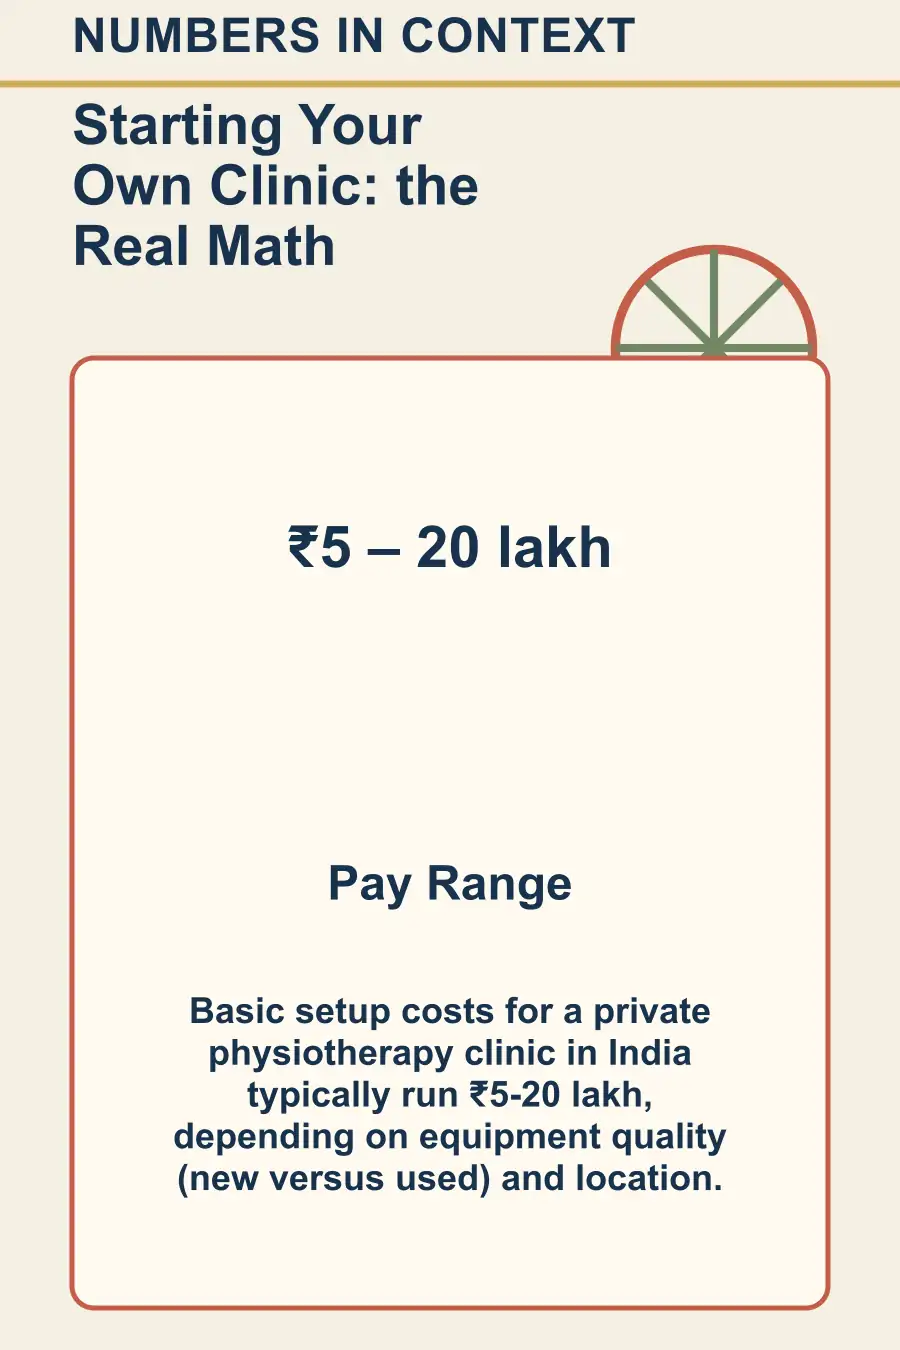 NUMBERS IN CONTEXT
Starting Your
Own Clinic: the
Real Math
₹5 – 20 lakh
Pay Range
Basic setup costs for a private
physiotherapy clinic in India
typically run ₹5-20 lakh,
depending on equipment quality
(new versus used) and location.